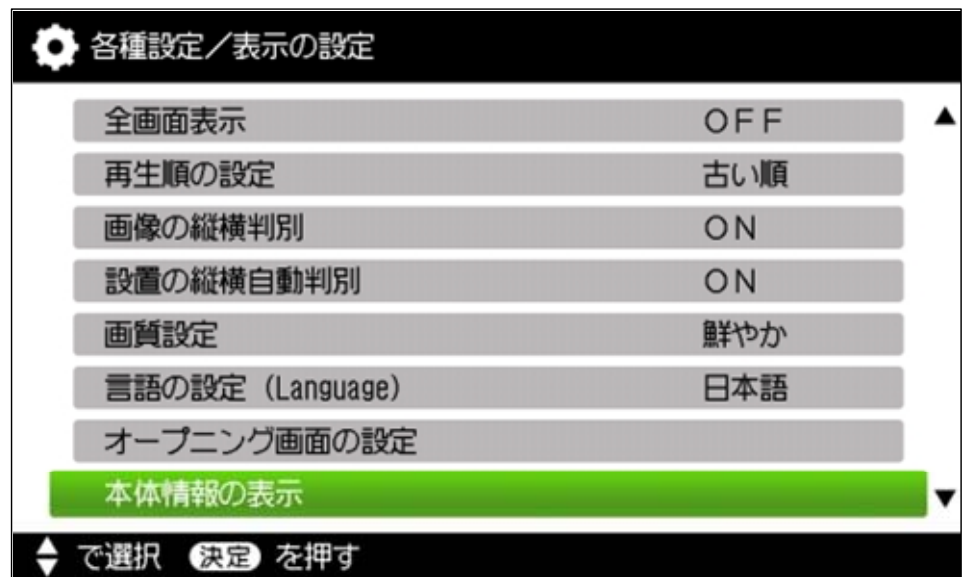 各種設定／表示の設定
全画面表示 OFF
再生順の設定 古い順
画像の縦横判別 ON
設置の縦横自動判別 ON
画質設定 鮮やか
言語の設定 (Language) 日本語
オープニング画面の設定
本体情報の表示
で選択 決定 を押す